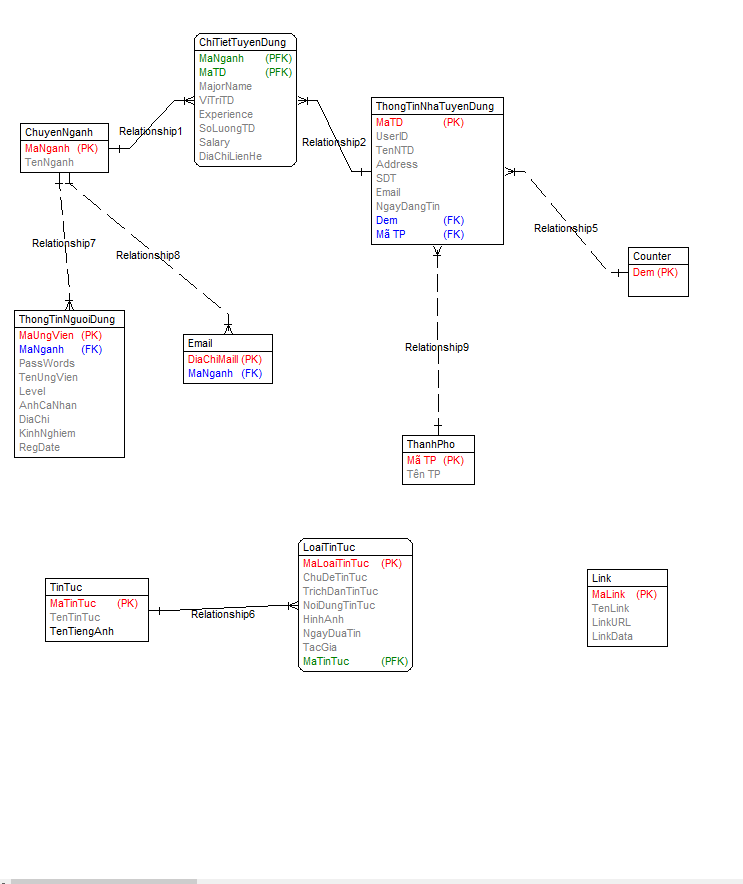 ChiTietTuyenDung
MaNganh (PFK)
MaTD (PFK)
MajorName
ViTriTD
Experience
SoLuongTD
Salary
DiaChiLienHe
ThongTinNhaTuyenDung
MaTD (PK)
UserID
TenNTD
Address
SDT
Email
NgayDangTin
Dem (FK)
Mã TP (FK)
ChuyenNganh
MaNganh (PK)
TenNganh
Relationship1
Relationship2
Relationship5
Counter
Dem (PK)
Relationship7
Relationship8
ThongTinNguoiDung
MaUngVien (PK)
MaNganh (FK)
PassWords
TenUngVien
Level
AnhCaNhan
DiaChi
KinhNghiem
RegDate
Email
DiaChiMaill (PK)
MaNganh (FK)
Relationship9
ThanhPho
Mã TP (PK)
Tên TP
TinTuc
MaTinTuc (PK)
TenTinTuc
TenTiengAnh
Relationship6
LoaiTinTuc
MaLoaiTinTuc (PK)
ChuDeTinTuc
TrichDanTinTuc
NoiDungTinTuc
HinhAnh
NgayDuaTin
TacGia
MaTinTuc (PFK)
Link
MaLink (PK)
TenLink
LinkURL
LinkData